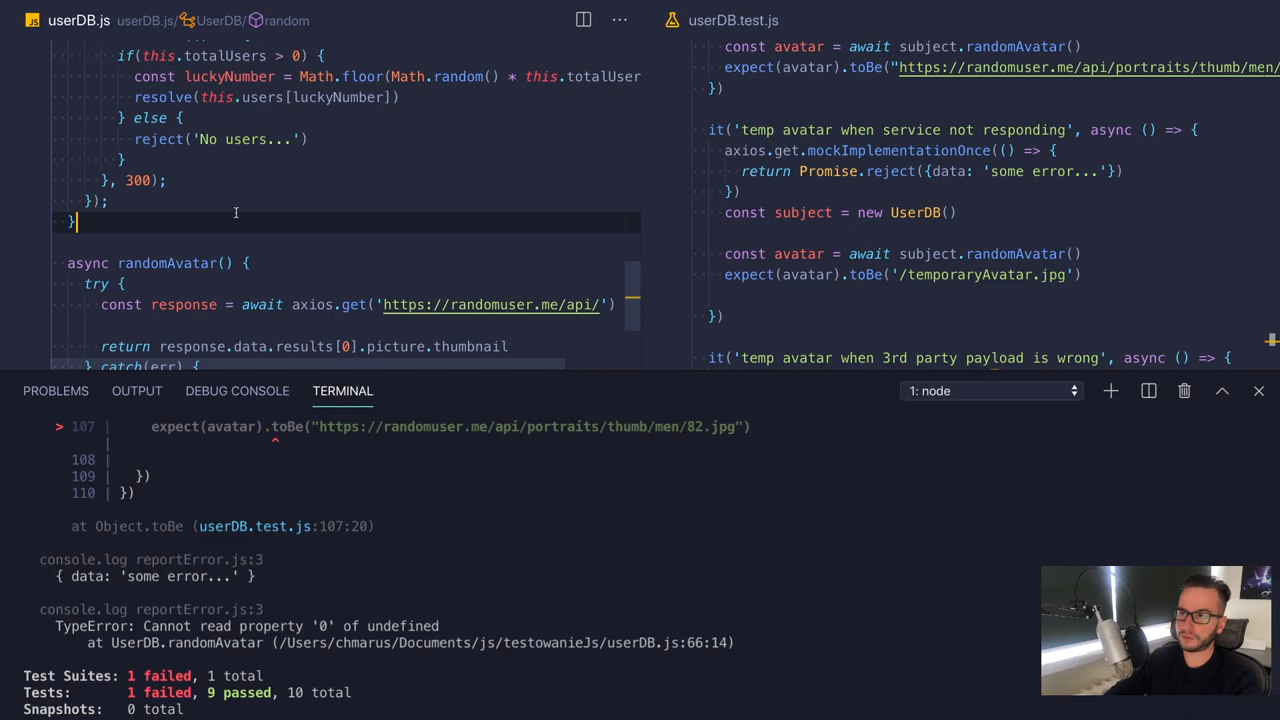 userDB.js userDB.js/ UserDB/ random
if(this.totalUsers > 0) {
const luckyNumber = Math.floor(Math.random() * this.totalUser
resolve(this.users[luckyNumber])
} else {
reject('No users...')
}
}, 300);
});
}
async randomAvatar() {
try {
const response = await axios.get('https://randomuser.me/api/')
return response.data.results[0].picture.thumbnail
} catch(err) {
userDB.test.js
const avatar = await subject.randomAvatar()
expect(avatar).toBe("https://randomuser.me/api/portraits/thumb/men/
})
it('temp avatar when service not responding', async () => {
axios.get.mockImplementationOnce(() => {
return Promise.reject({data: 'some error...'})
})
const subject = new UserDB()
const avatar = await subject.randomAvatar()
expect(avatar).toBe('/temporaryAvatar.jpg')
})
it('temp avatar when 3rd party payload is wrong', async () => {
PROBLEMS OUTPUT DEBUG CONSOLE TERMINAL 1: node
> 107 | expect(avatar).toBe("https://randomuser.me/api/portraits/thumb/men/82.jpg")
| ^
108 |
109 | })
110 | })
at Object.toBe (userDB.test.js:107:20)
console.log reportError.js:3
{ data: 'some error...' }
console.log reportError.js:3
TypeError: Cannot read property '0' of undefined
at UserDB.randomAvatar (/Users/chmarus/Documents/js/testowanieJs/userDB.js:66:14)
Test Suites: 1 failed, 1 total
Tests: 1 failed, 9 passed, 10 total
Snapshots: 0 total